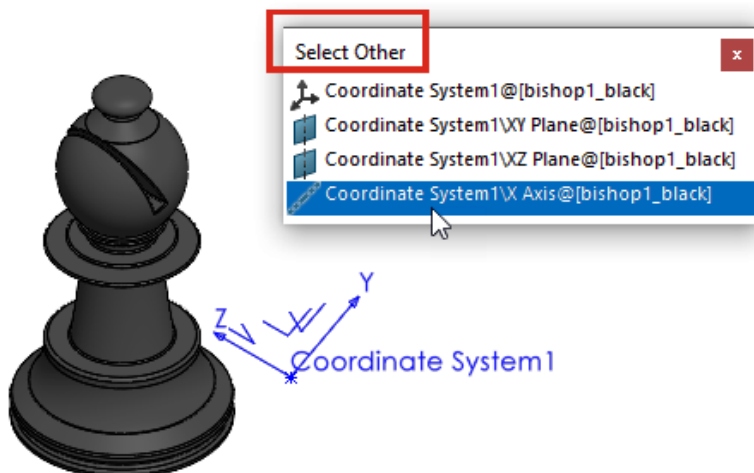 Select Other
x
Coordinate System1@[bishop1_black]
Coordinate System1\XY Plane@[bishop1_black]
Coordinate System1\XZ Plane@[bishop1_black]
Coordinate System1\X Axis@[bishop1_black]
Y
Z
Coordinate System1